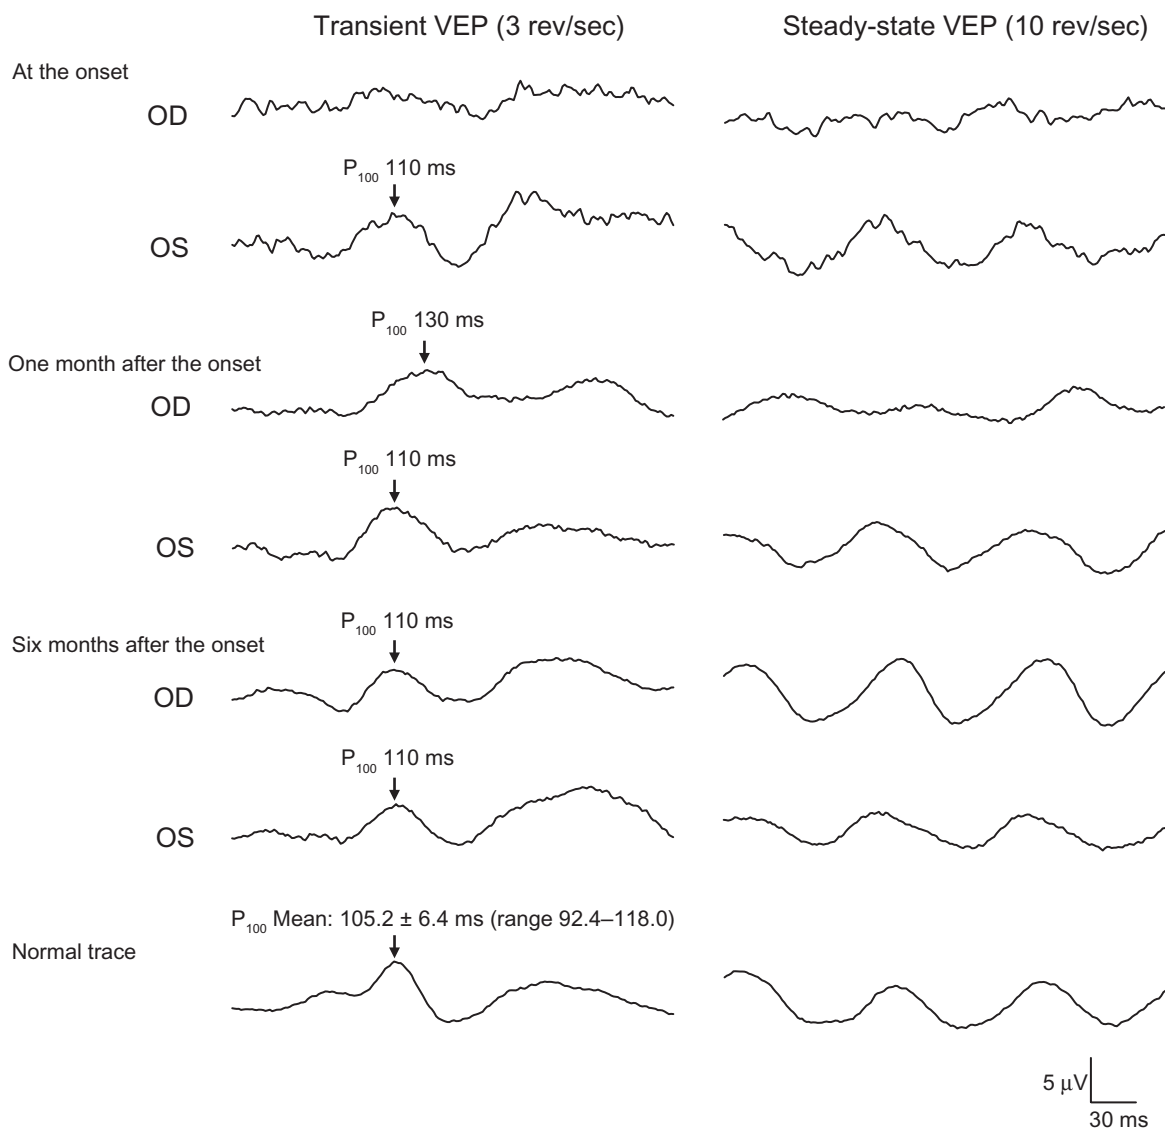 Transient VEP (3 rev/sec) Steady-state VEP (10 rev/sec)
At the onset
OD
P100 110 ms
OS
P100 130 ms
One month after the onset
OD
P100 110 ms
OS
P100 110 ms
Six months after the onset
OD
P100 110 ms
OS
P100 Mean: 105.2 ± 6.4 ms (range 92.4–118.0)
Normal trace
5 μV
30 ms